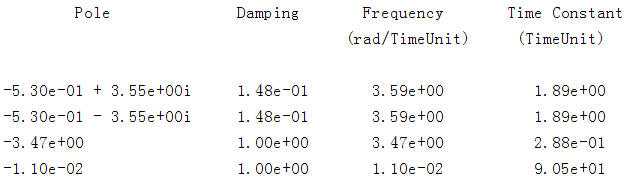 Pole Damping Frequency Time Constant
(rad/TimeUnit) (TimeUnit)
-5.30e-01 + 3.55e+00i 1.48e-01 3.59e+00 1.89e+00
-5.30e-01 - 3.55e+00i 1.48e-01 3.59e+00 1.89e+00
-3.47e+00 1.00e+00 3.47e+00 2.88e-01
-1.10e-02 1.00e+00 1.10e-02 9.05e+01